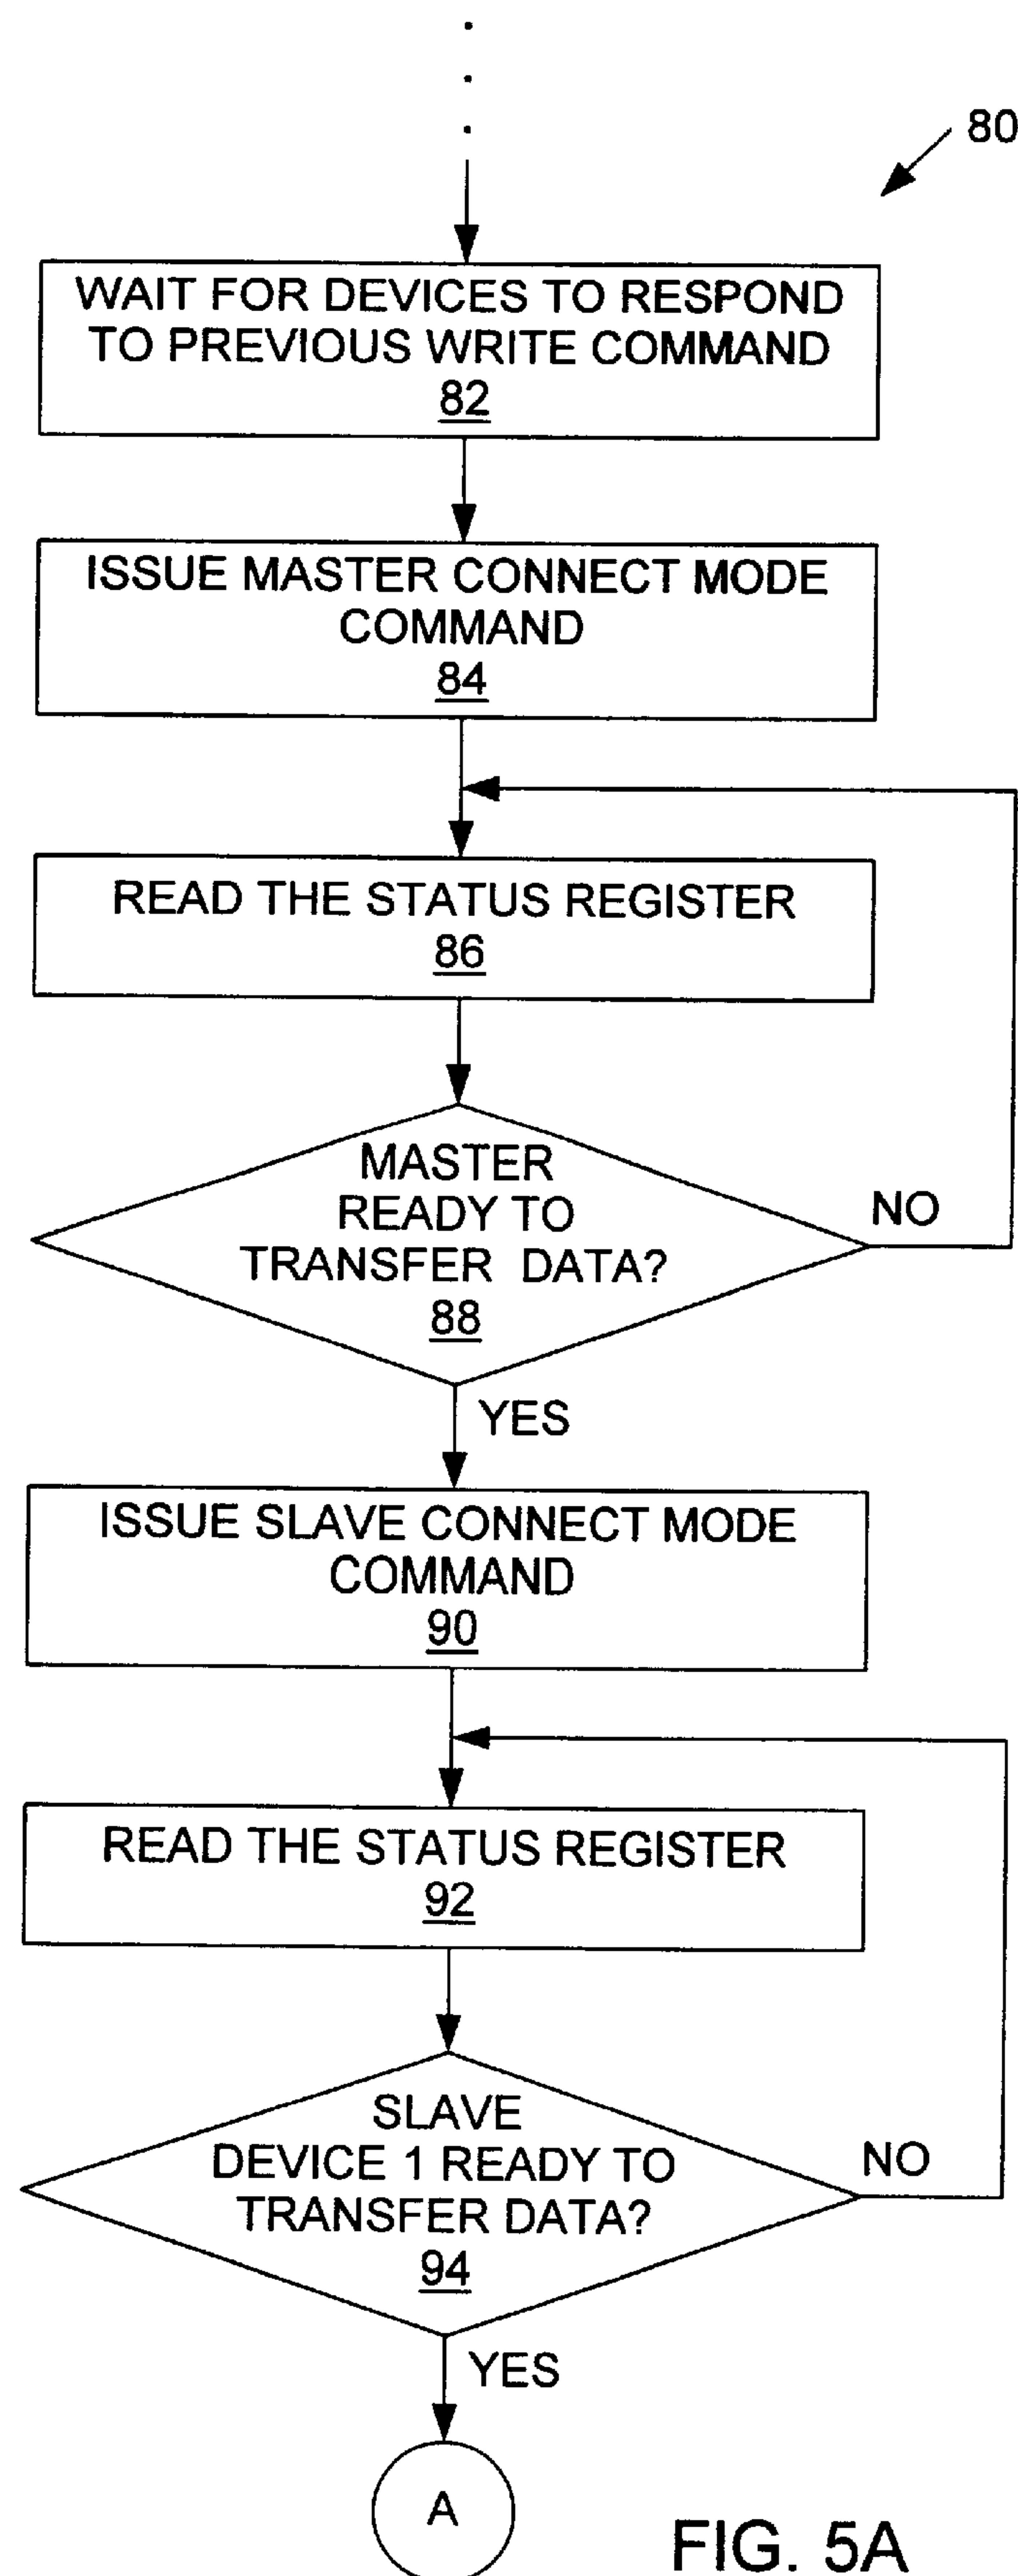 80
WAIT FOR DEVICES TO RESPOND
TO PREVIOUS WRITE COMMAND
82
ISSUE MASTER CONNECT MODE
COMMAND
84
READ THE STATUS REGISTER
86
MASTER
READY TO
TRANSFER DATA?
88
NO
YES
ISSUE SLAVE CONNECT MODE
COMMAND
90
READ THE STATUS REGISTER
92
SLAVE
DEVICE 1 READY TO
TRANSFER DATA?
94
NO
YES
A
FIG. 5A